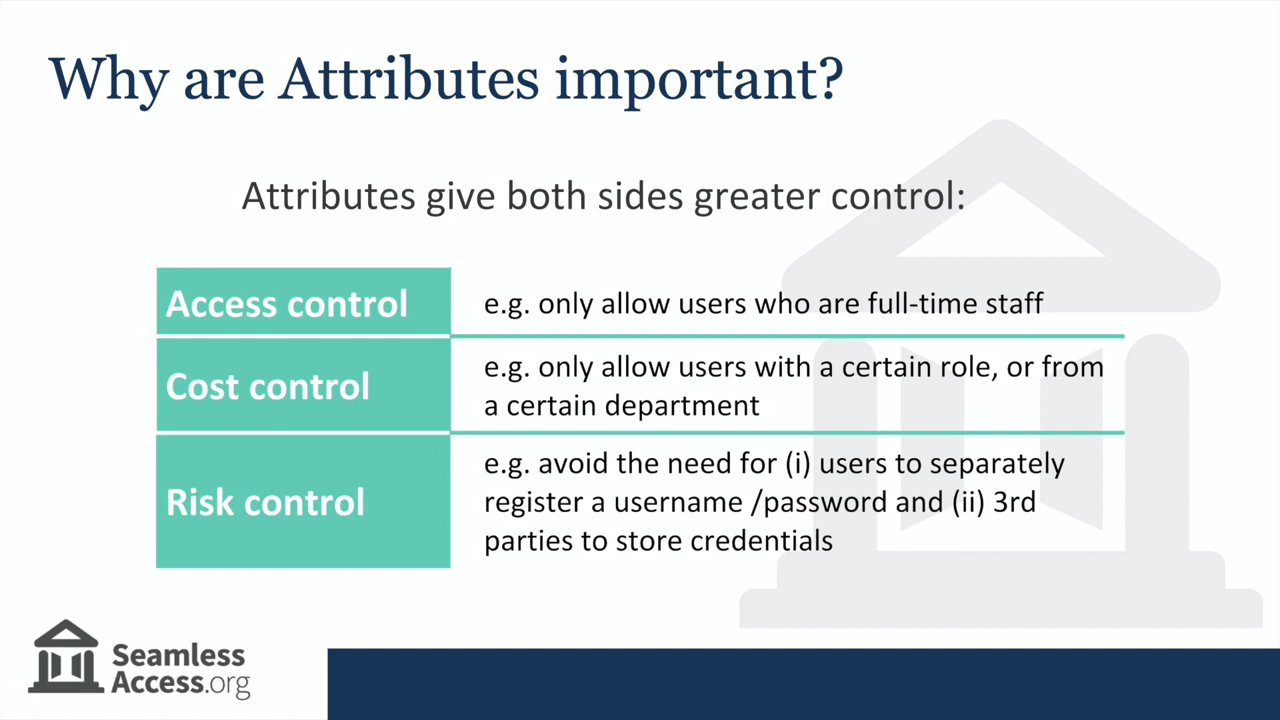 Why are Attributes important?
Attributes give both sides greater control:
Access control
e.g. only allow users who are full-time staff
Cost control
e.g. only allow users with a certain role, or from
a certain department
Risk control
e.g. avoid the need for (i) users to separately
register a username /password and (ii) 3rd
parties to store credentials
Seamless
Access.org